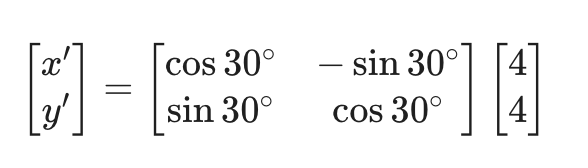 [x′] = [cos 30° − sin 30°] [4]
[y′]   [sin 30° cos 30°] [4]